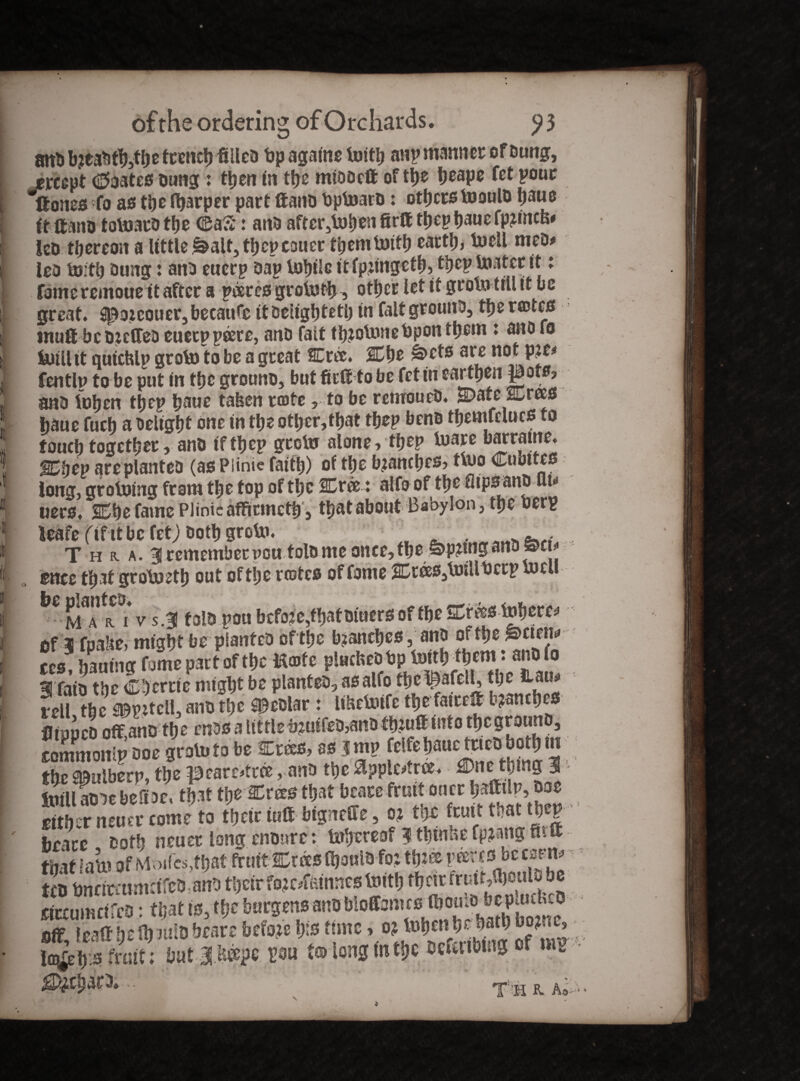 of the ordering of Orchards. 93
and breadth, the trench filled vp againe with any manner of dung,
except Goates dung: then in the middest of the heape set your
stones so as the sharper part stand vpward: others would haue
it stand toward the East: and after, when first they haue sprinck-
led thereon a little Salt, they couer them with earth, well med-
led with dung: and euery day while it springeth, they water it:
some remoue it after a yeeres growth, other let it grow till it be
great. Moreouer, because it delighteth in salt ground, the rootes
must be dressed euery yeere, and salt throwne vpon them: and so
will it quickly grow to be a great Tree. The Sets are not pre-
sently to be put in the ground, but first to be set in earthen Pots,
and when they haue taken roote, to be remoued. Date Trees
haue such a delight one in the other, that they bend themselues to
touch together, and if they grow alone, they ware barraine.
They are planted (as Plinie saith) of the branches, two Cubites
long, growing from the top of the Tree: also of the slips and sli-
uers. The same Plinie affirmeth, that about Babylon, the very
leafe (if it be set) doth grow.
THRA. I remember you told me once, the Spring and Sci-
ence that groweth out of the rootes of some Trees, will very well
be planted.
MARIVS. I told you before, that diuers of the Trees where-
of I spake, might be planted of the branches, and of the Scien-
ces, hauing some part of the Roote plucked vp with them: and so
I said the Cherrie might be planted, as also the Hasell, the Lau-
rell, the Myrtell, and the Medlar: likewise the fairest branches
slipped off, and the ends a little bruised, and thrust into the ground,
commonly doe grow to be Trees, as I my selfe haue tried both in
the Mulbery, the Peare-tree, and the Apple-tree. One thing I
will adde beside, that the Trees that beare fruit ouer hastily, doe
either neuer come to their iust bignesse, or the fruit that they
beare, doth neuer long endure: whereof I thinke sprang first
that law of Moises, that fruit Trees should for three yeeres be coun-
ted vncircumcised, and their fore-skinnes with their fruit, should be
circumcised: that is, the burgens and blossomes should be plucked
off, least he should beare before his time, or when he hath borne,
loose his fruit: but I keepe you too long in the describing of my
Orchard.
THRA.